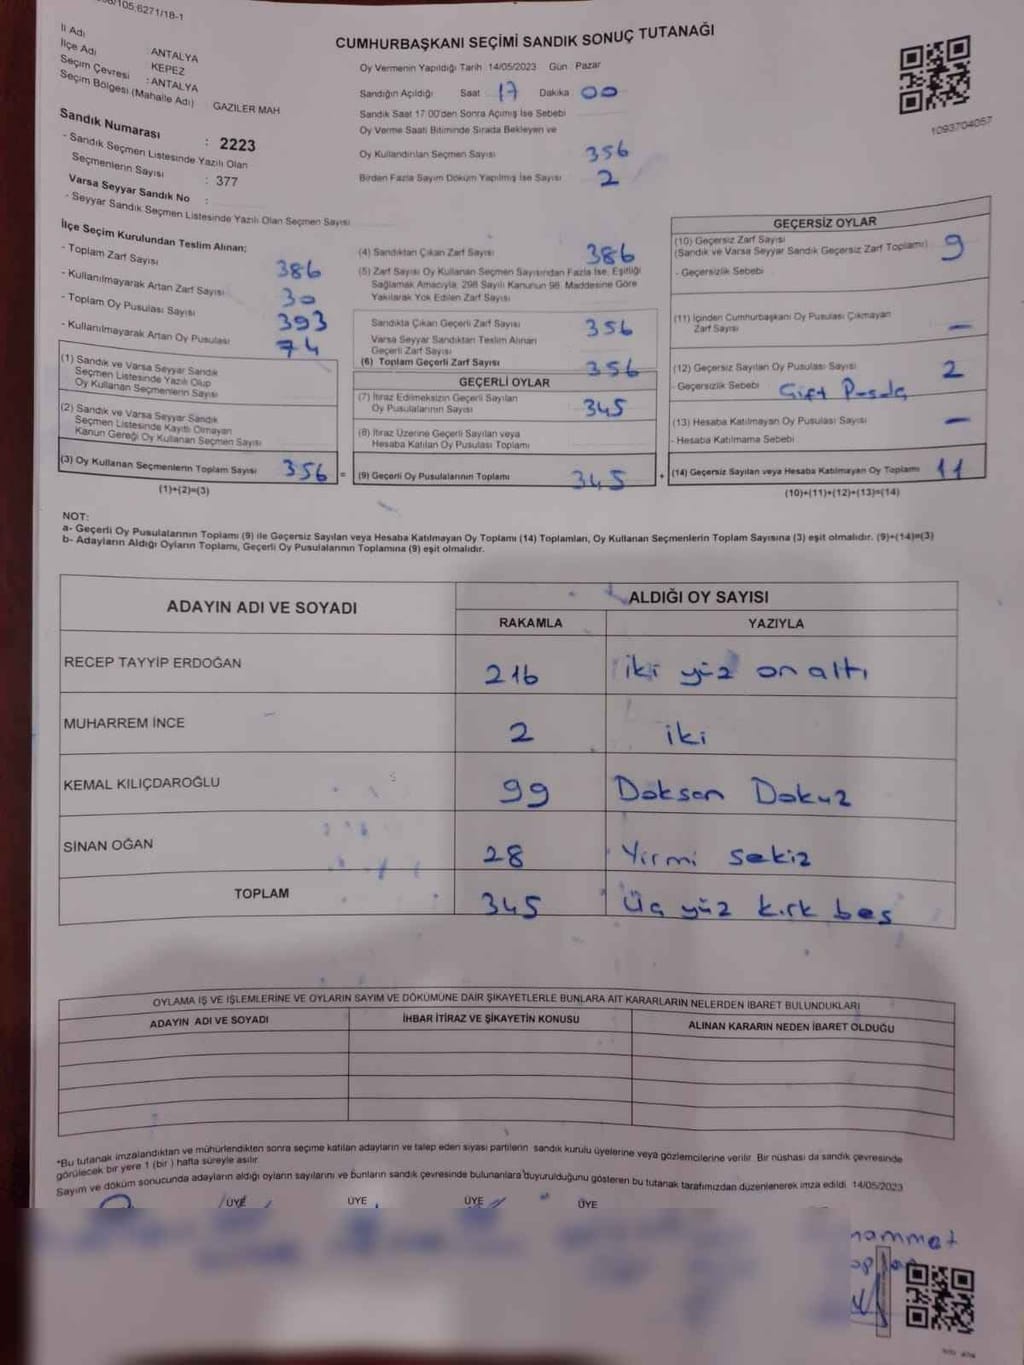 105.6271/18-1
CUMHURBAŞKANI SEÇİMİ SANDIK SONUÇ TUTANAĞI
İl Adı : ANTALYA
İlçe Adı : KEPEZ
Seçim Çevresi : ANTALYA
Seçim Bölgesi (Mahalle Adı) GAZİLER MAH
Sandık Numarası : 2223
- Sandık Seçmen Listesinde Yazılı Olan
Seçmenlerin Sayısı : 377
Varsa Seyyar Sandık No :
- Seyyar Sandık Seçmen Listesinde Yazılı Olan Seçmen Sayısı
Oy Vermenin Yapıldığı Tarih 14/05/2023 Gün Pazar
Sandığın Açıldığı Saat 17 Dakika 00
Sandık Saat 17:00'den Sonra Açılmış İse Sebebi
Oy Verme Saati Bitiminde Sırada Bekleyen ve
Oy Kullandırılan Seçmen Sayısı 356
Birden Fazla Sayım Döküm Yapılmış İse Sayısı 2
1093704057
İlçe Seçim Kurulundan Teslim Alınan;
- Toplam Zarf Sayısı 386
- Kullanılmayarak Artan Zarf Sayısı 30
- Toplam Oy Pusulası Sayısı 393
- Kullanılmayarak Artan Oy Pusulası 74
(1) Sandık ve Varsa Seyyar Sandık
Seçmen Listesinde Yazılı Olup
Oy Kullanan Seçmenlerin Sayısı
(2) Sandık ve Varsa Seyyar Sandık
Seçmen Listesinde Kayıtlı Olmayan
Kanun Gereği Oy Kullanan Seçmen Sayısı
(3) Oy Kullanan Seçmenlerin Toplam Sayısı 356 =
(1)+(2)=(3)
(4) Sandıktan Çıkan Zarf Sayısı 386
(5) Zarf Sayısı Oy Kullanan Seçmen Sayısından Fazla İse, Eşitliği
Sağlamak Amacıyla; 298 Sayılı Kanunun 98. Maddesine Göre
Yakılarak Yok Edilen Zarf Sayısı
Sandıkta Çıkan Geçerli Zarf Sayısı 356
Varsa Seyyar Sandıktan Teslim Alınan
Geçerli Zarf Sayısı
(6) Toplam Geçerli Zarf Sayısı 356
GEÇERLİ OYLAR
(7) İtiraz Edilmeksizin Geçerli Sayılan
Oy Pusulalarının Sayısı 345
(8) İtiraz Üzerine Geçerli Sayılan veya
Hesaba Katılan Oy Pusulası Toplamı
(9) Geçerli Oy Pusulalarının Toplamı 345 +
GEÇERSİZ OYLAR
(10) Geçersiz Zarf Sayısı
(Sandık ve Varsa Seyyar Sandık Geçersiz Zarf Toplamı) 9
- Geçersizlik Sebebi
(11) İçinden Cumhurbaşkanı Oy Pusulası Çıkmayan
Zarf Sayısı –
(12) Geçersiz Sayılan Oy Pusulası Sayısı 2
- Geçersizlik Sebebi Çift Pusula
(13) Hesaba Katılmayan Oy Pusulası Sayısı –
- Hesaba Katılmama Sebebi
(14) Geçersiz Sayılan veya Hesaba Katılmayan Oy Toplamı 11
(10)+(11)+(12)+(13)=(14)
NOT:
a- Geçerli Oy Pusulalarının Toplamı (9) ile Geçersiz Sayılan veya Hesaba Katılmayan Oy Toplamı (14) Toplamları, Oy Kullanan Seçmenlerin Toplam Sayısına (3) eşit olmalıdır. (9)+(14)=(3)
b- Adayların Aldığı Oyların Toplamı, Geçerli Oy Pusulalarının Toplamına (9) eşit olmalıdır.
ADAYIN ADI VE SOYADI
ALDIĞI OY SAYISI
RAKAMLA YAZIYLA
RECEP TAYYİP ERDOĞAN 216 iki yüz on altı
MUHARREM İNCE 2 iki
KEMAL KILIÇDAROĞLU 99 Doksan Dokuz
SİNAN OĞAN 28 Yirmi sekiz
TOPLAM 345 Üç yüz kırk beş
OYLAMA İŞ VE İŞLEMLERİNE VE OYLARIN SAYIM VE DÖKÜMÜNE DAİR ŞİKAYETLERLE BUNLARA AİT KARARLARIN NELERDEN İBARET BULUNDUKLARI
ADAYIN ADI VE SOYADI İHBAR İTİRAZ VE ŞİKAYETİN KONUSU ALINAN KARARIN NEDEN İBARET OLDUĞU
*Bu tutanak imzalandıktan ve mühürlendikten sonra seçime katılan adayların ve talep eden siyasi partilerin sandık kurulu üyelerine veya gözlemcilerine verilir. Bir nüshası da sandık çevresinde
görülecek bir yere 1 (bir) hafta süreyle asılır.
Sayım ve döküm sonucunda adayların aldığı oyların sayılarını ve bunların sandık çevresinde bulunanlara duyurulduğunu gösteren bu tutanak tarafımızdan düzenlenerek imza edildi. 14/05/2023
ÜYE ÜYE ÜYE ÜYE
hammet